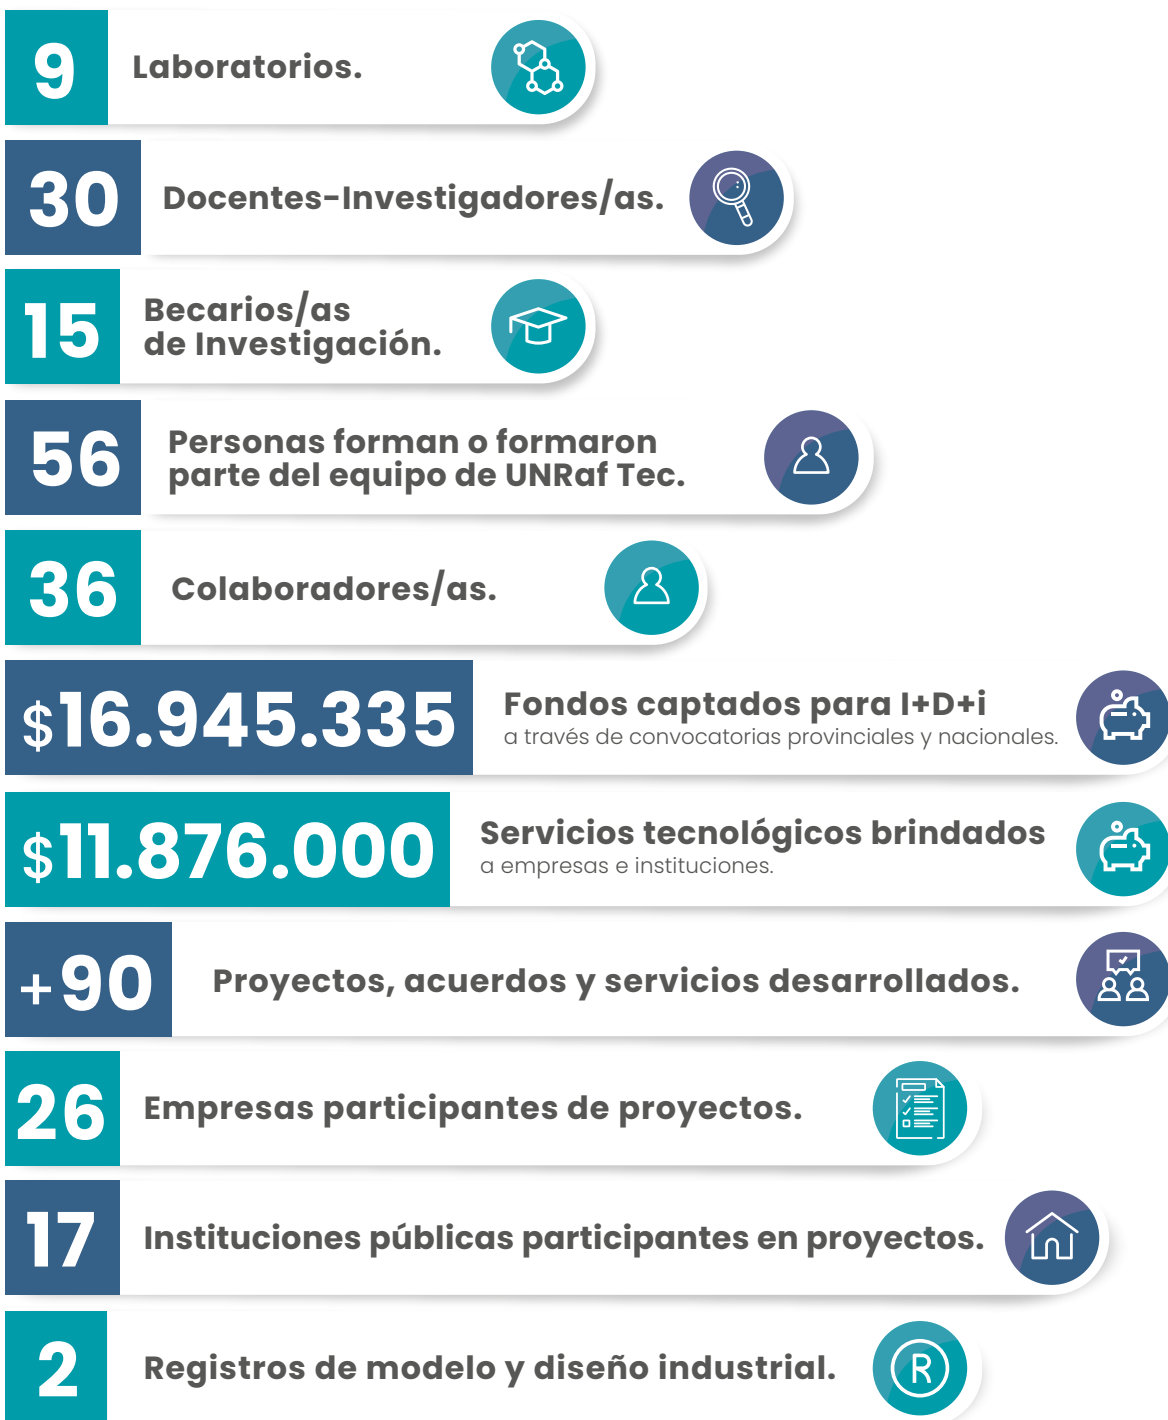 9
Laboratorios.
30
Docentes-Investigadores/as.
15
Becarios/as
de Investigación.
56
Personas forman o formaron
parte del equipo de UNRaf Tec.
36
Colaboradores/as.
$16.945.335
Fondos captados para I+D+i
a través de convocatorias provinciales y nacionales.
$11.876.000
Servicios tecnológicos brindados
a empresas e instituciones.
+90
Proyectos, acuerdos y servicios desarrollados.
26
Empresas participantes de proyectos.
17
Instituciones públicas participantes en proyectos.
2
Registros de modelo y diseño industrial.
R